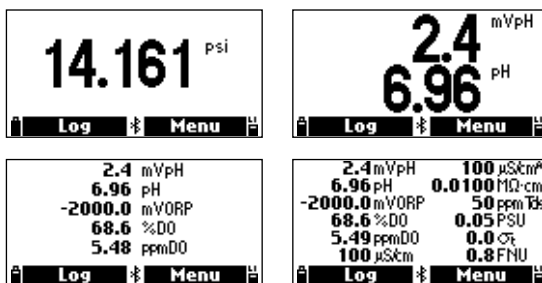 14.161 psi
Log Menu
2.4 mVpH
6.96 pH
Log Menu
2.4 mVpH
6.96 pH
-2000.0 mVORP
68.6 %DO
5.48 ppmDO
Log Menu
2.4 mVpH 100 µS/cmᴬ
6.96 pH 0.0100 MΩ·cm
-2000.0 mVORP 50 ppm Tds
68.6 %DO 0.05 PSU
5.49 ppmDO 0.0 σt
100 µS/cm 0.8 FNU
Log Menu